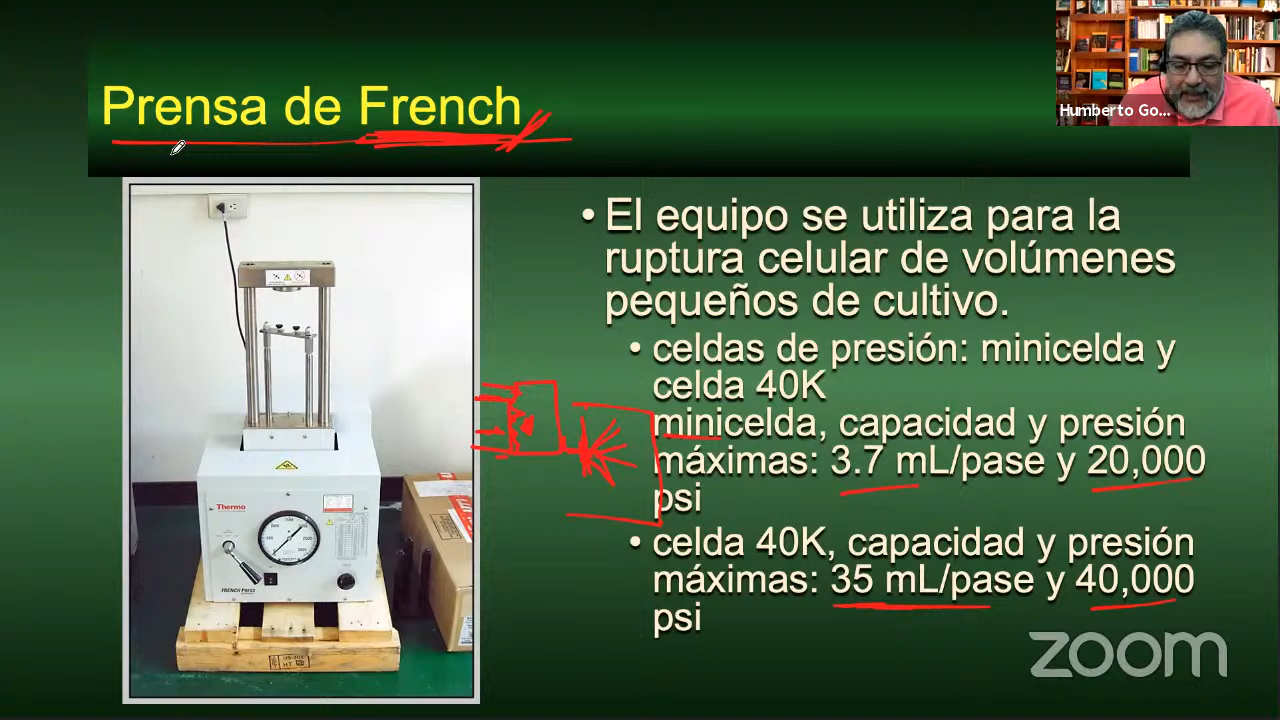 Prensa de French
Humberto Go...
• El equipo se utiliza para la
ruptura celular de volúmenes
pequeños de cultivo.
• celdas de presión: minicelda y
celda 40K
minicelda, capacidad y presión
máximas: 3.7 mL/pase y 20,000
psi
• celda 40K, capacidad y presión
máximas: 35 mL/pase y 40,000
psi
Thermo
FRENCH PRESS
zoom